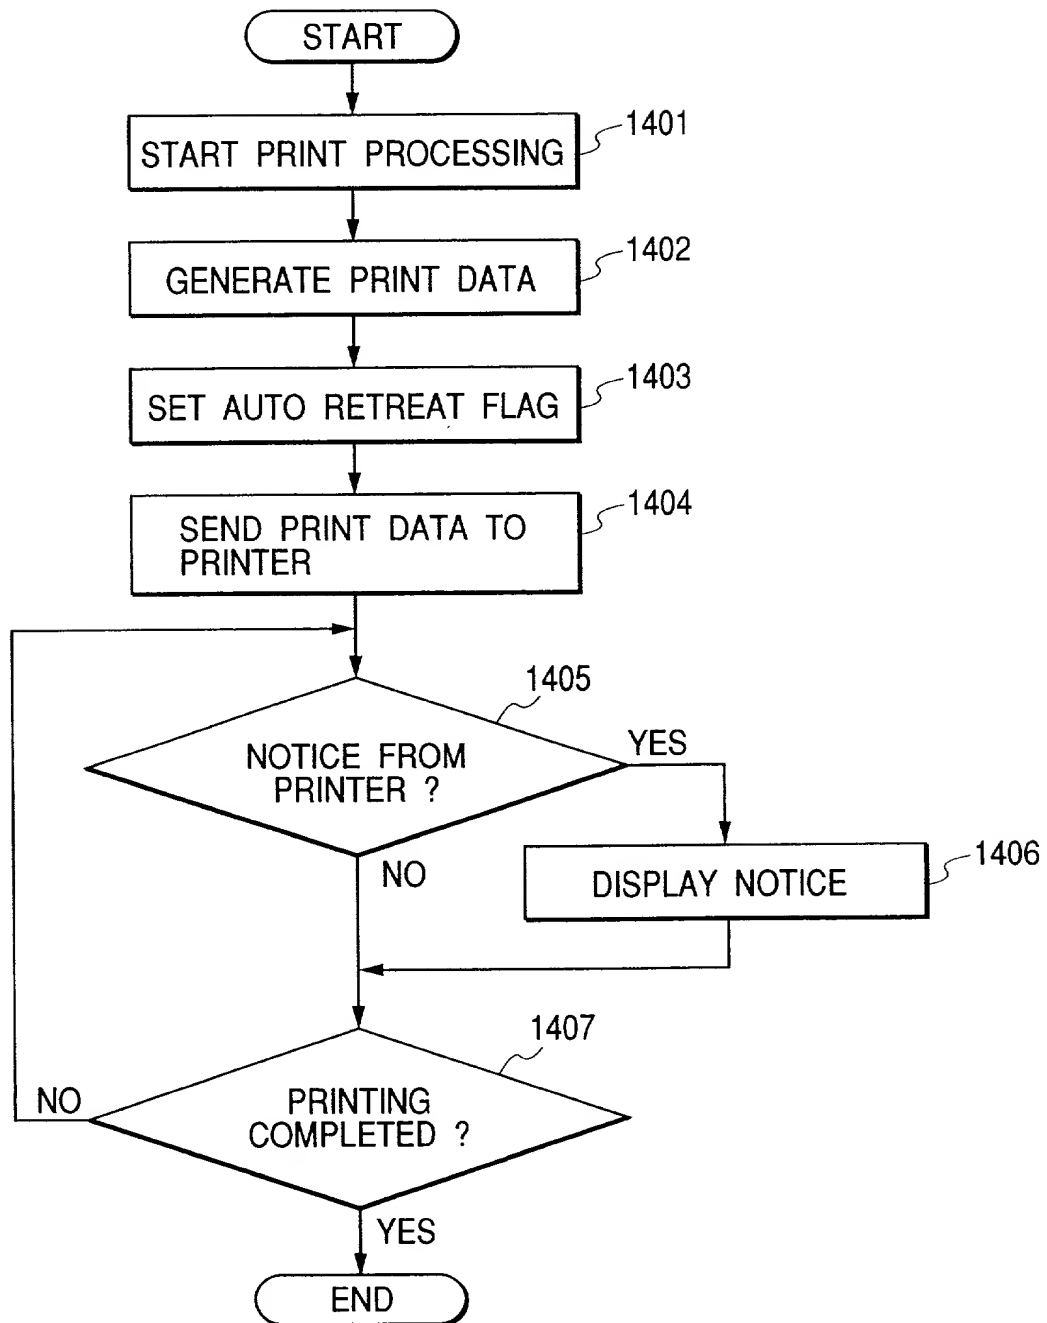 START
START PRINT PROCESSING
1401
GENERATE PRINT DATA
1402
SET AUTO RETREAT FLAG
1403
SEND PRINT DATA TO
PRINTER
1404
NOTICE FROM
PRINTER ?
1405
YES
NO
DISPLAY NOTICE
1406
PRINTING
COMPLETED ?
1407
NO
YES
END